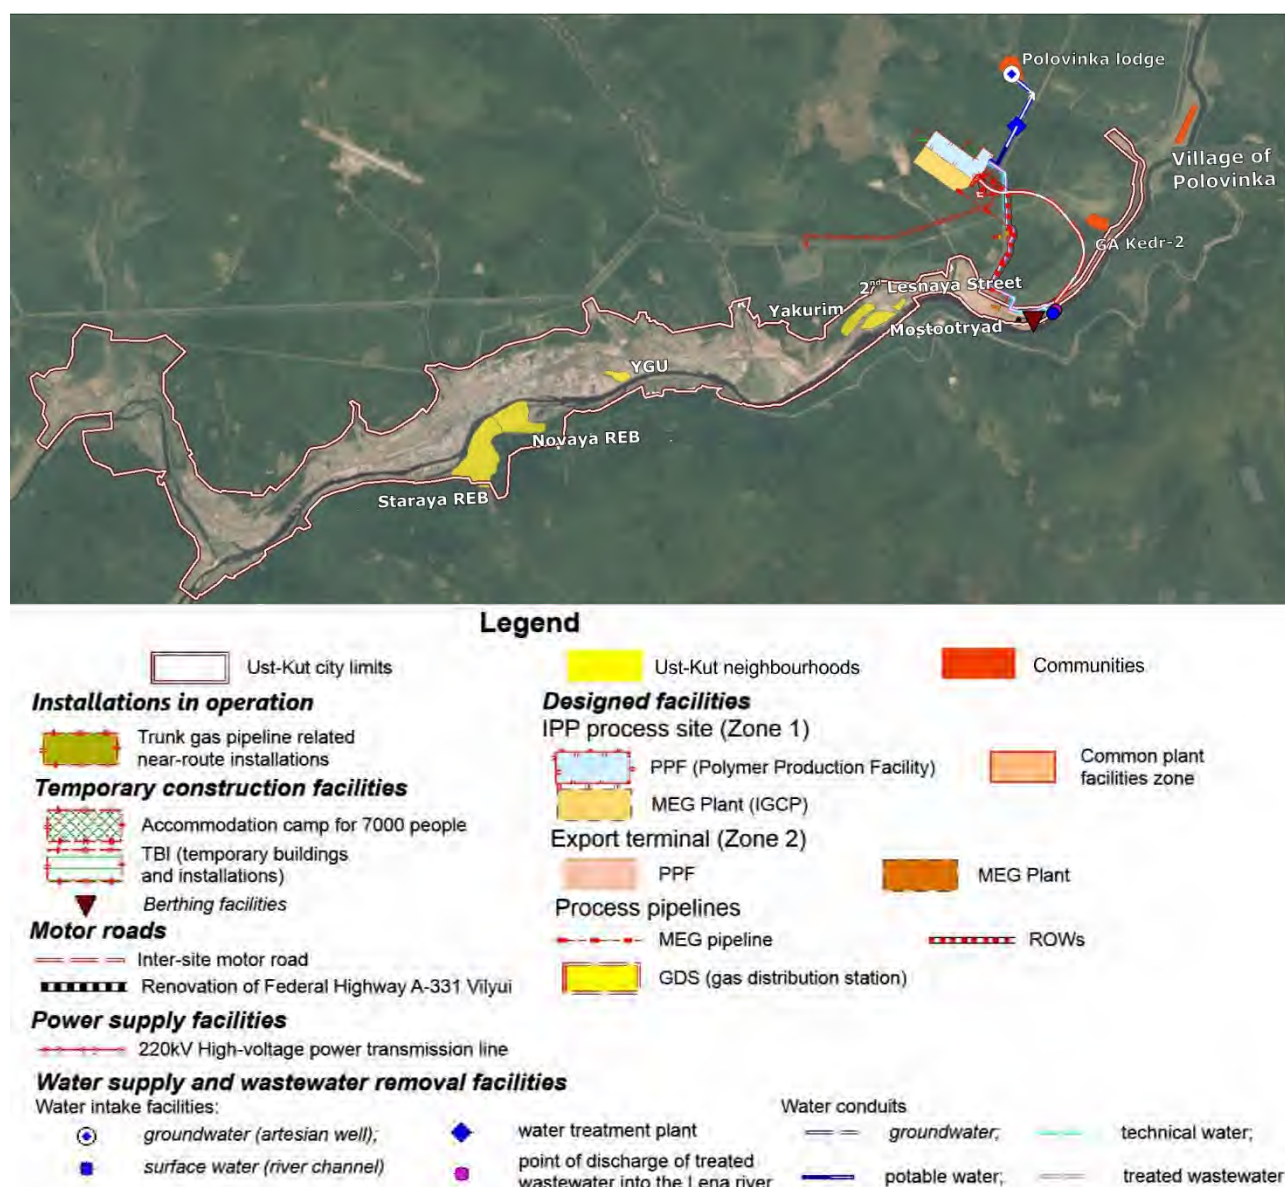 Polovinka lodge
Village of
Polovinka
GA Kedr-2
2nd Lesnaya Street
Yakurim
Mostootryad
YGU
Novaya REB
Staraya REB
Legend
Ust-Kut city limits
Ust-Kut neighbourhoods
Communities
Installations in operation
Trunk gas pipeline related
near-route installations
Temporary construction facilities
Accommodation camp for 7000 people
TBI (temporary buildings
and installations)
Berthing facilities
Motor roads
Inter-site motor road
Renovation of Federal Highway A-331 Vilyui
Power supply facilities
220kV High-voltage power transmission line
Designed facilities
IPP process site (Zone 1)
PPF (Polymer Production Facility)
Common plant
facilities zone
MEG Plant (IGCP)
Export terminal (Zone 2)
PPF
MEG Plant
Process pipelines
MEG pipeline
ROWs
GDS (gas distribution station)
Water supply and wastewater removal facilities
Water intake facilities:
groundwater (artesian well);
surface water (river channel)
water treatment plant
point of discharge of treated
wastewater into the Lena river
Water conduits
groundwater;
technical water;
potable water;
treated wastewater